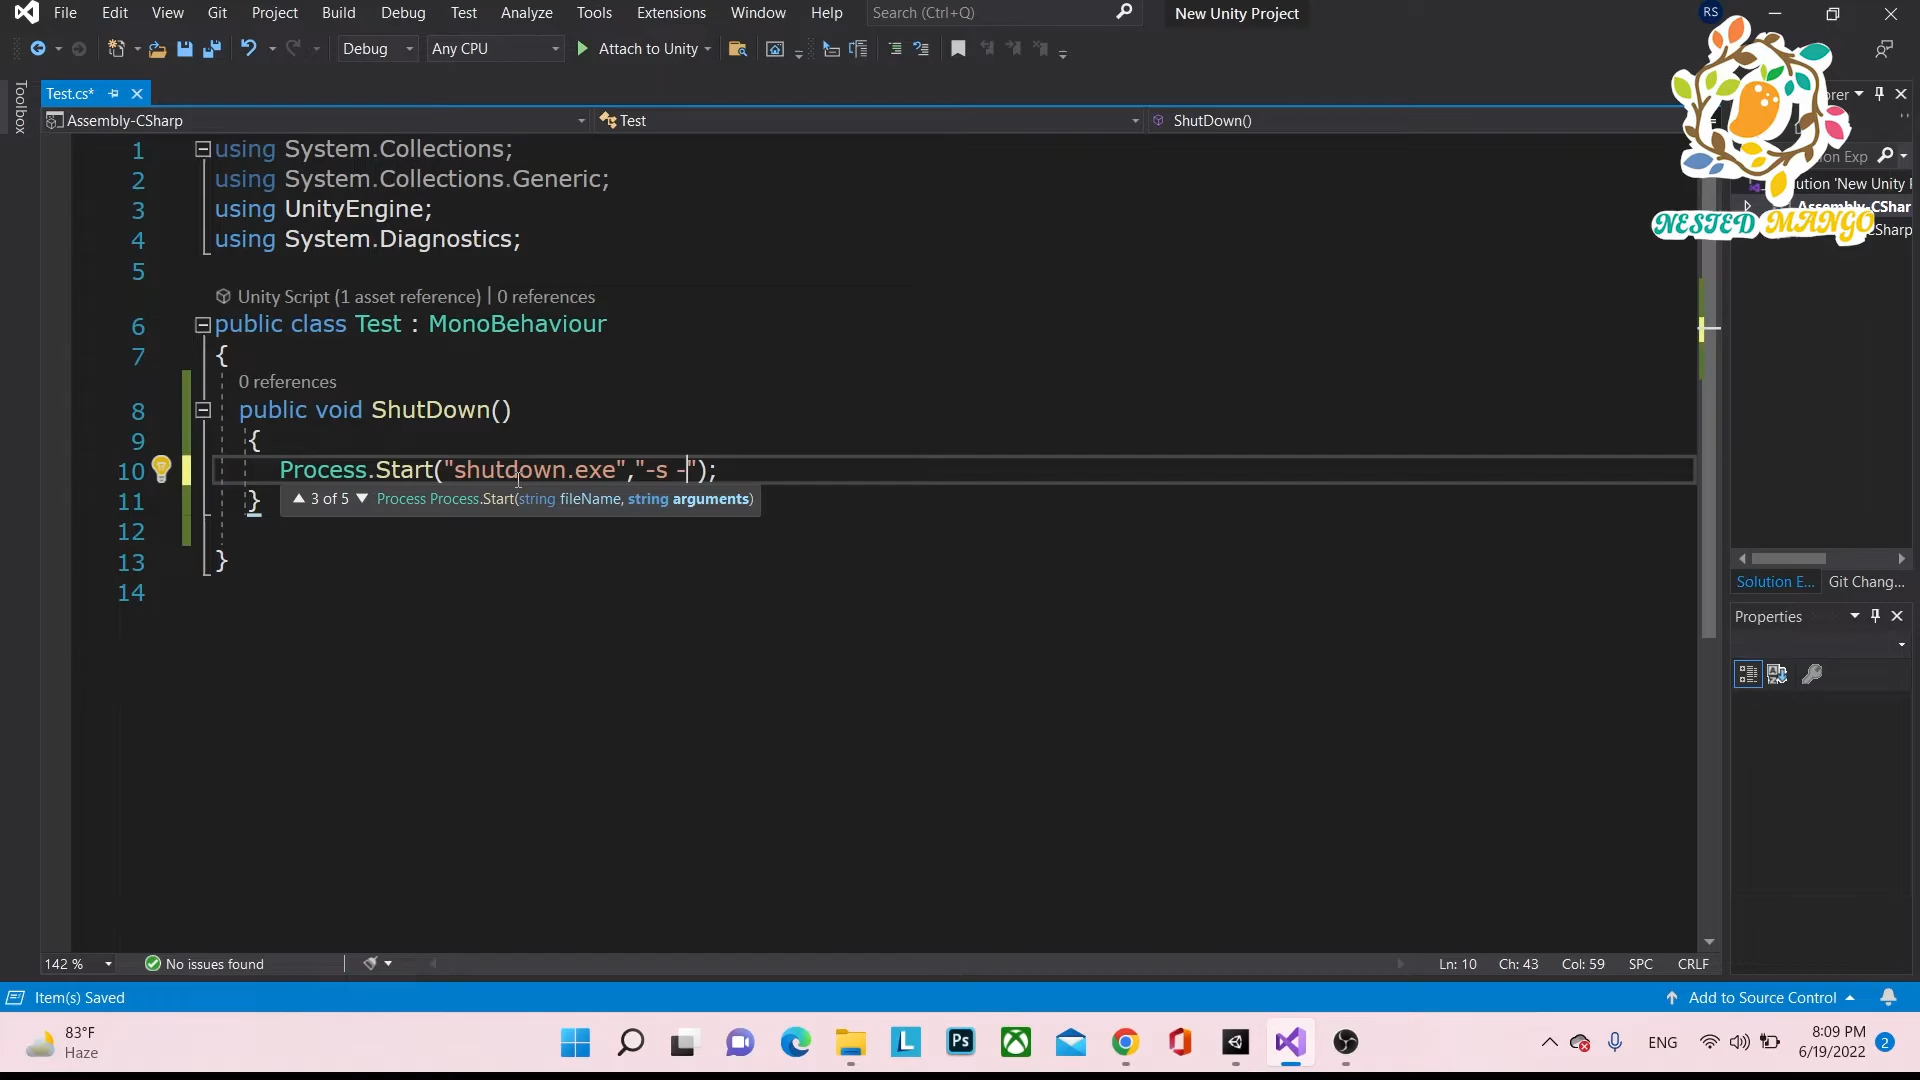 File Edit View Git Project Build Debug Test Analyze Tools Extensions Window Help Search (Ctrl+Q) New Unity Project RS
Debug Any CPU Attach to Unity
Toolbox
Test.cs*
Assembly-CSharp Test ShutDown()
1 using System.Collections;
2 using System.Collections.Generic;
3 using UnityEngine;
4 using System.Diagnostics;
5
Unity Script (1 asset reference) | 0 references
6 public class Test : MonoBehaviour
7 {
0 references
8 public void ShutDown()
9 {
10 Process.Start("shutdown.exe","-s -");
3 of 5 Process Process.Start(string fileName, string arguments)
11 }
12
13 }
14
NESTED MANGO
Solution E... Git Chang...
Properties
142 % No issues found Ln: 10 Ch: 43 Col: 59 SPC CRLF
Item(s) Saved Add to Source Control
83°F
Haze
L Ps
ENG
8:09 PM
6/19/2022 2